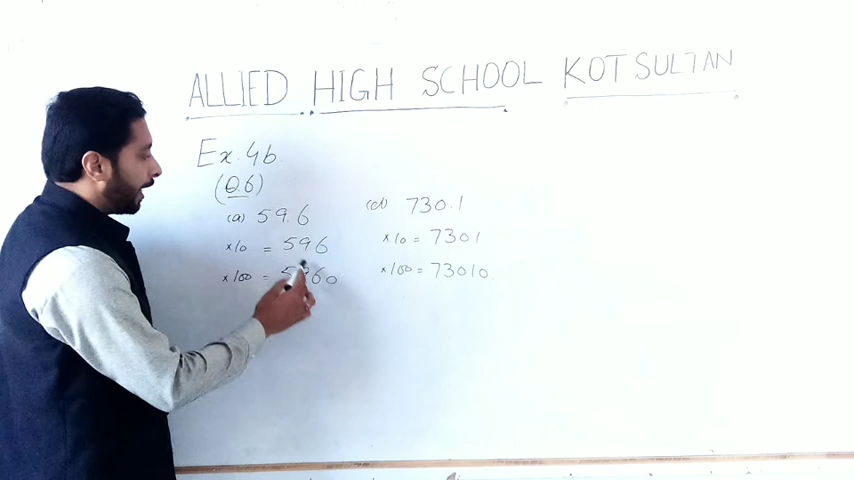 ALLIED HIGH SCHOOL KOT SULTAN
Ex. 4b
(Q.6)
(a) 59.6
×10 = 596
×100 = 5960
(d) 730.1
×10 = 7301
×100 = 73010